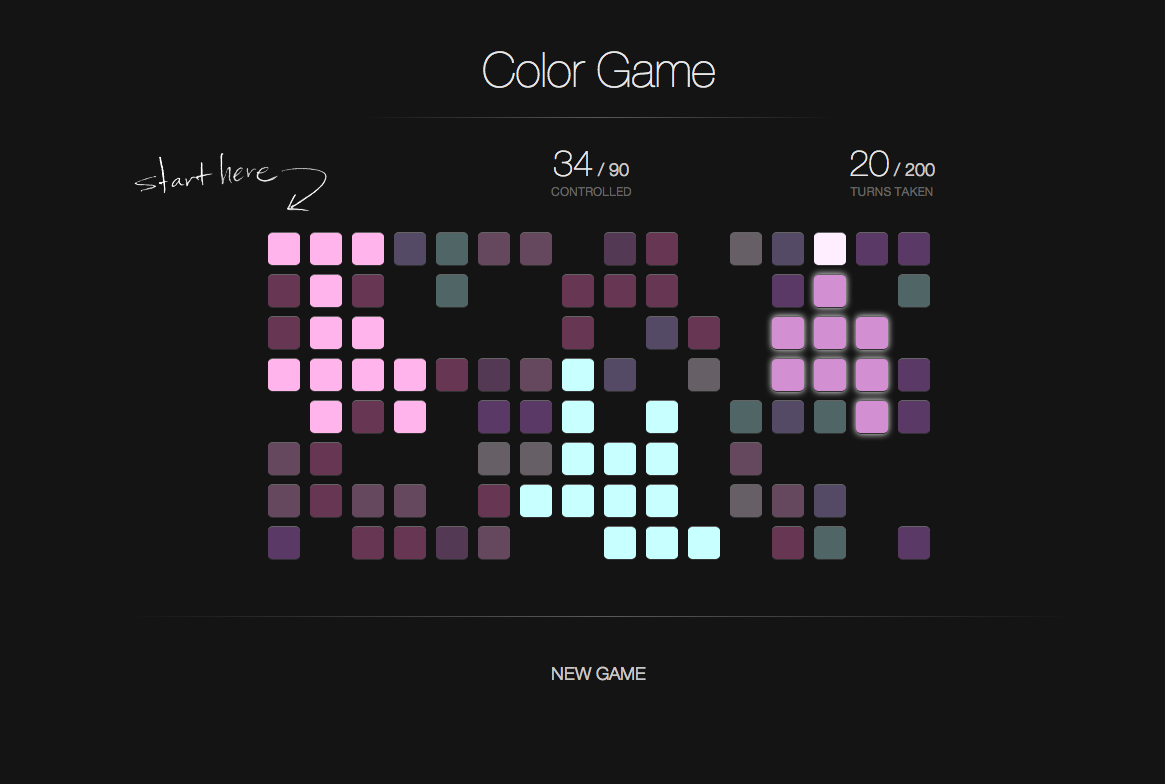 Color Game
start here
34 / 90
CONTROLLED
20 / 200
TURNS TAKEN
NEW GAME